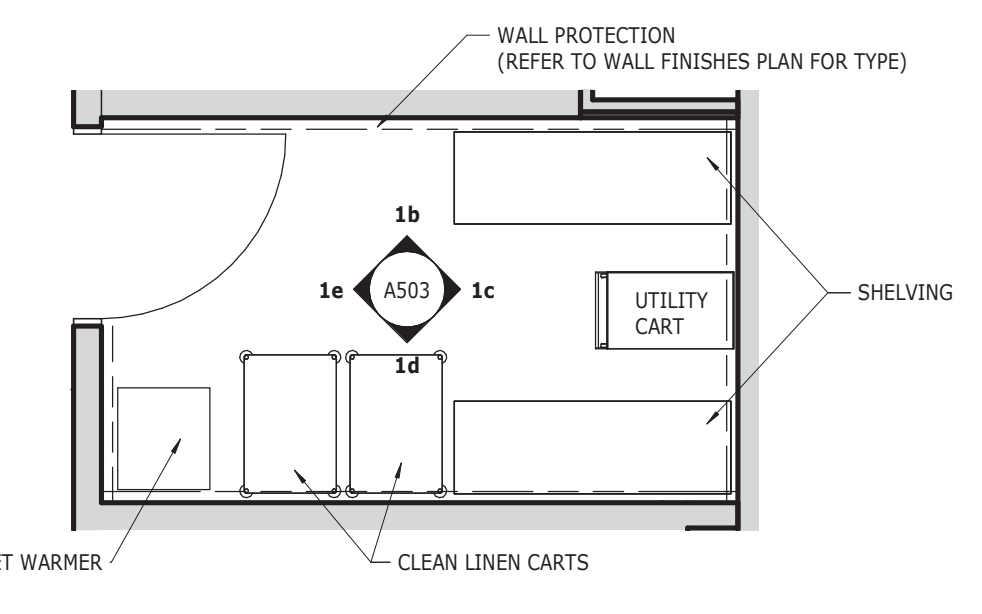 WALL PROTECTION
(REFER TO WALL FINISHES PLAN FOR TYPE)
1b
1e
A503
1c
1d
UTILITY
CART
SHELVING
WARMER
CLEAN LINEN CARTS